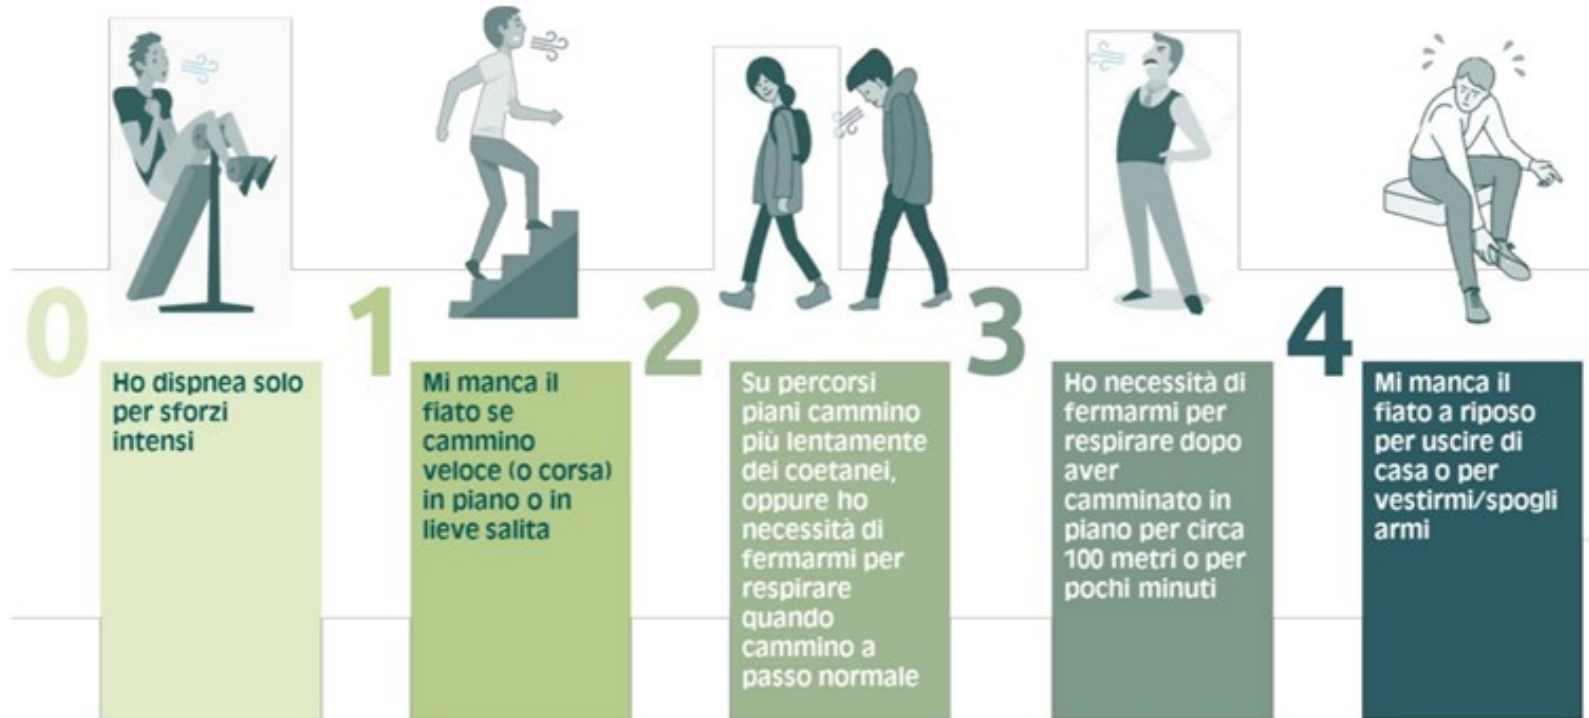 0
Ho dispnea solo
per sforzi
intensi
1
Mi manca il
fiato se
cammino
veloce (o corsa)
in piano o in
lieve salita
2
Su percorsi
piani cammino
più lentamente
dei coetanei,
oppure ho
necessità di
fermarmi per
respirare
quando
cammino a
passo normale
3
Ho necessità di
fermarmi per
respirare dopo
aver
camminato in
piano per circa
100 metri o per
pochi minuti
4
Mi manca il
fiato a riposo
per uscire di
casa o per
vestirmi/spogli
armi